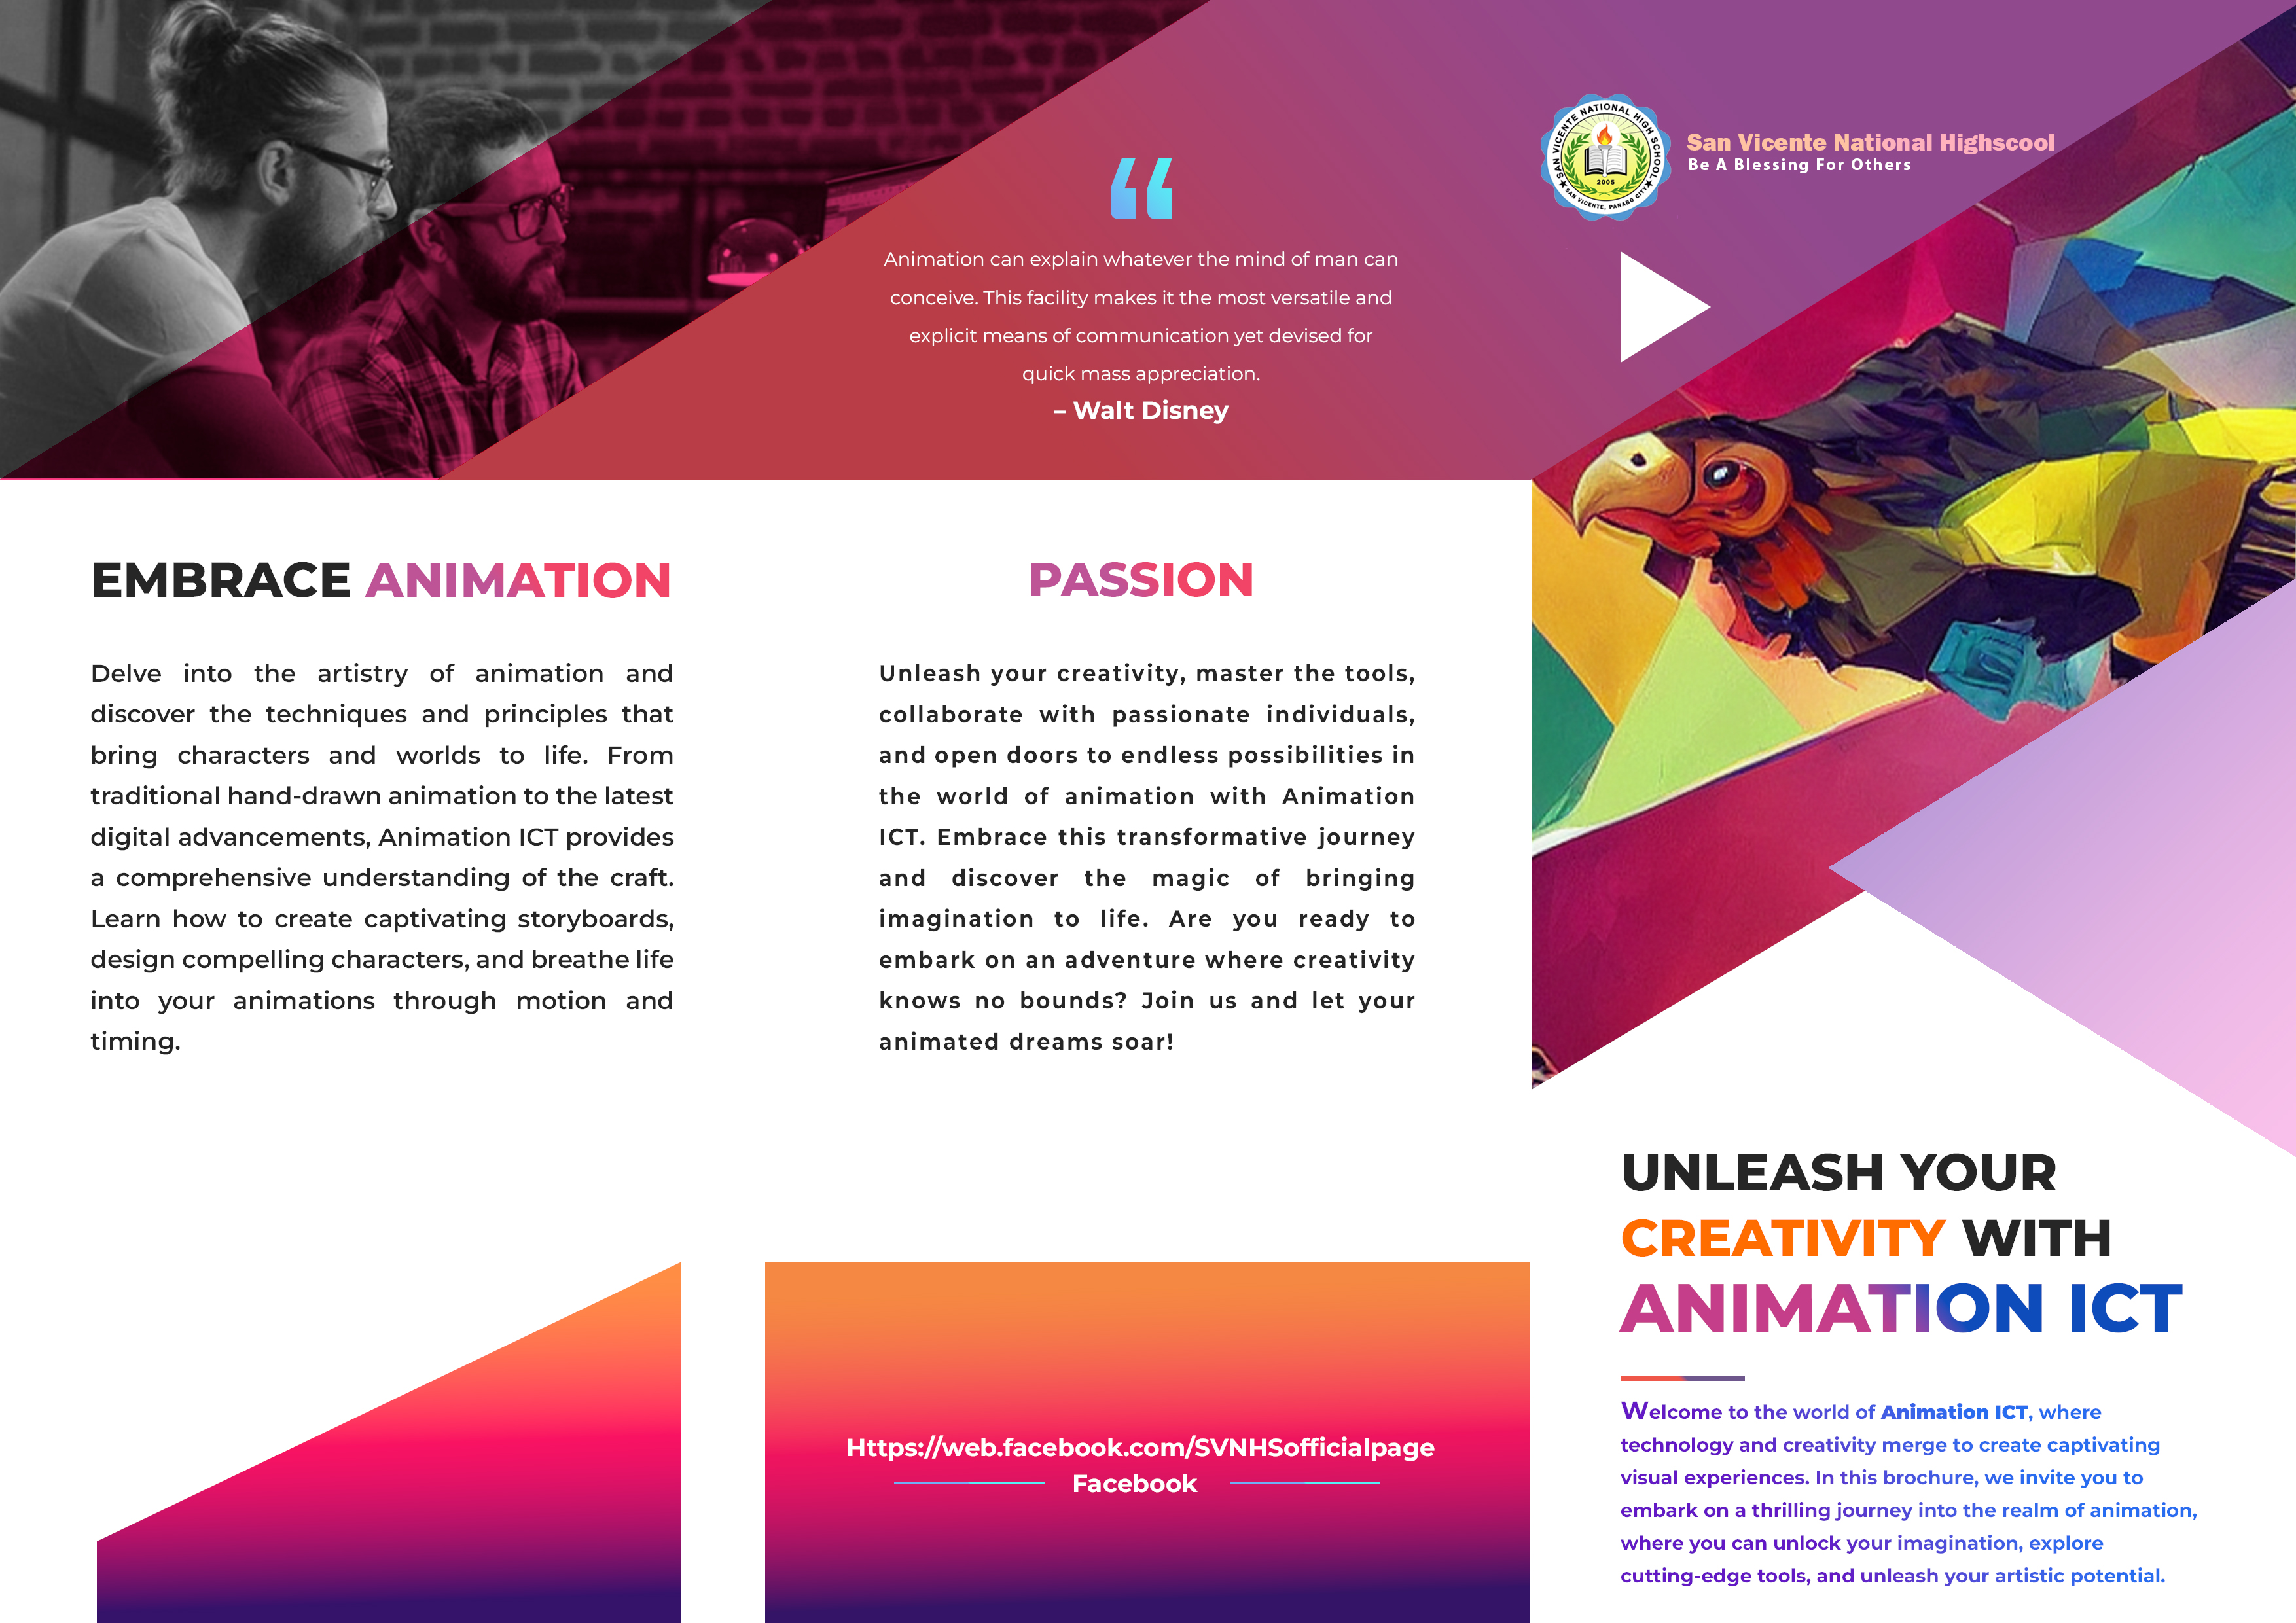 EMBRACE ANIMATION
Delve into the artistry of animation and
discover the techniques and principles that
bring characters and worlds to life. From
traditional hand-drawn animation to the latest
digital advancements, Animation ICT provides
a comprehensive understanding of the craft.
Learn how to create captivating storyboards,
design compelling characters, and breathe life
into your animations through motion and
timing.
“
Animation can explain whatever the mind of man can
conceive. This facility makes it the most versatile and
explicit means of communication yet devised for
quick mass appreciation.
– Walt Disney
PASSION
Unleash your creativity, master the tools,
collaborate with passionate individuals,
and open doors to endless possibilities in
the world of animation with Animation
ICT. Embrace this transformative journey
and discover the magic of bringing
imagination to life. Are you ready to
embark on an adventure where creativity
knows no bounds? Join us and let your
animated dreams soar!
Https://web.facebook.com/SVNHSofficialpage
Facebook
SAN VICENTE NATIONAL HIGH SCHOOL
2005
SAN VICENTE, PANABO CITY
San Vicente National Highscool
Be A Blessing For Others
UNLEASH YOUR
CREATIVITY WITH
ANIMATION ICT
Welcome to the world of Animation ICT, where
technology and creativity merge to create captivating
visual experiences. In this brochure, we invite you to
embark on a thrilling journey into the realm of animation,
where you can unlock your imagination, explore
cutting-edge tools, and unleash your artistic potential.